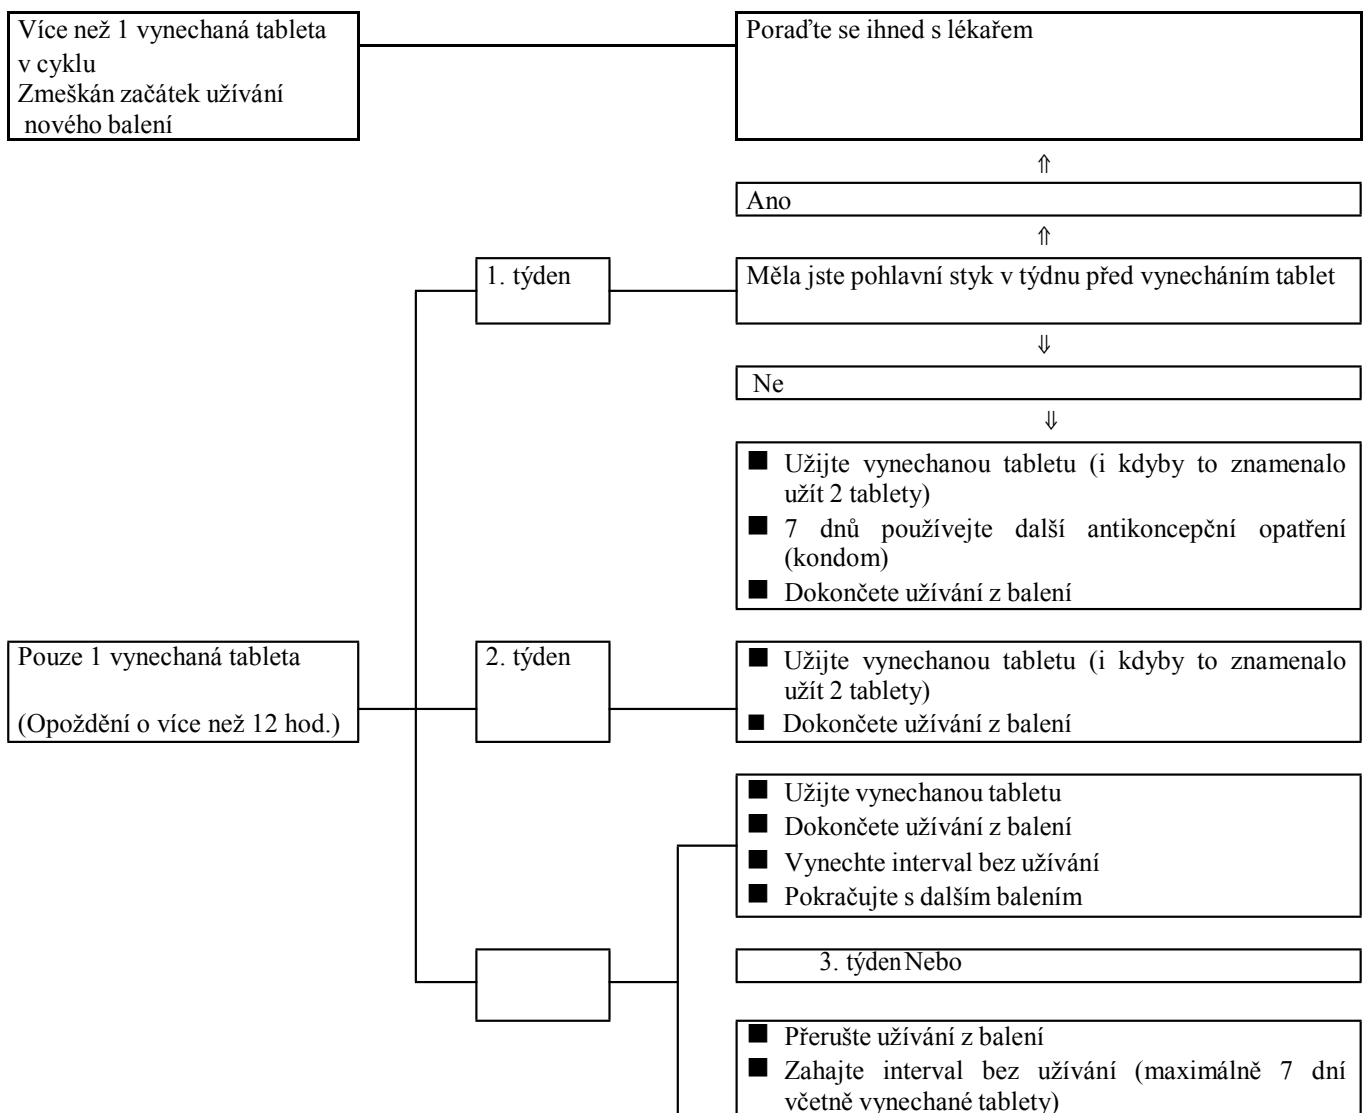 Více než 1 vynechaná tableta
v cyklu
Zmeškán začátek užívání
nového balení
Poraďte se ihned s lékařem
⇑
Ano
⇑
1. týden
Měla jste pohlavní styk v týdnu před vynecháním tablet
⇓
Ne
⇓
■ Užijte vynechanou tabletu (i kdyby to znamenalo
užít 2 tablety)
■ 7 dnů používejte další antikoncepční opatření
(kondom)
■ Dokončete užívání z balení
Pouze 1 vynechaná tableta
(Opoždění o více než 12 hod.)
2. týden
■ Užijte vynechanou tabletu (i kdyby to znamenalo
užít 2 tablety)
■ Dokončete užívání z balení
■ Užijte vynechanou tabletu
■ Dokončete užívání z balení
■ Vynechte interval bez užívání
■ Pokračujte s dalším balením
3. týden Nebo
■ Přerušte užívání z balení
■ Zahajte interval bez užívání (maximálně 7 dní
včetně vynechané tablety)